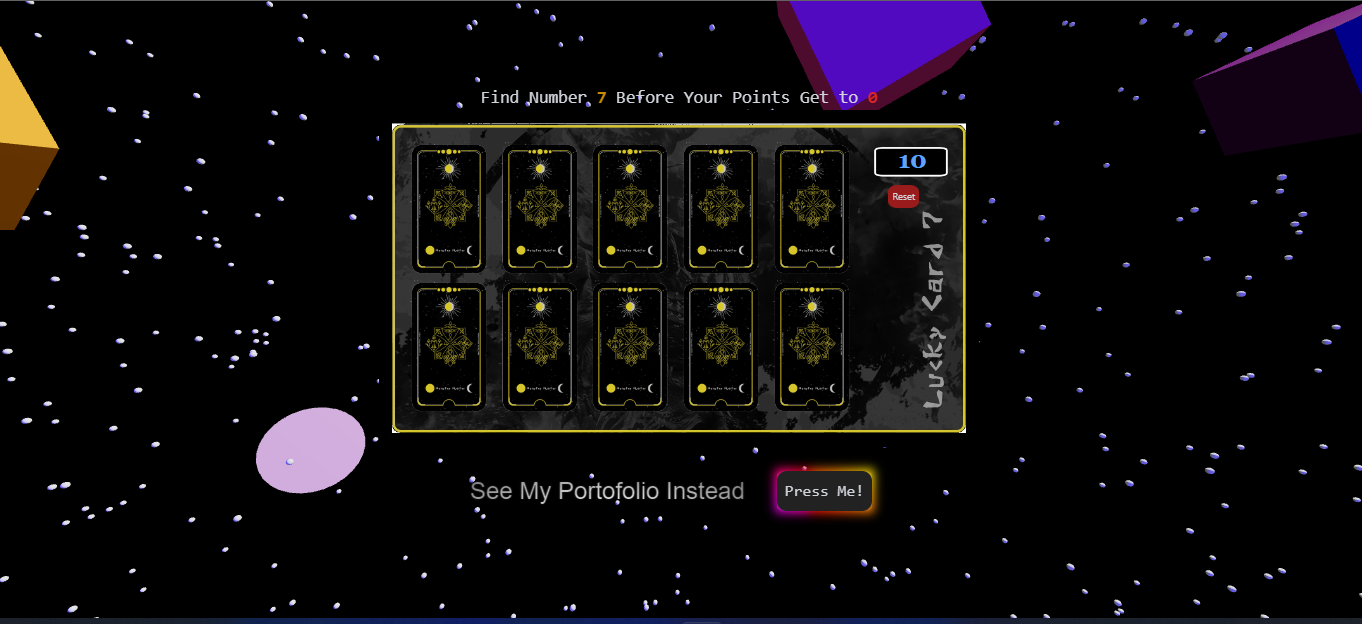 Find Number 7 Before Your Points Get to 0
10
Reset
Lucky Card 7
See My Portofolio Instead
Press Me!